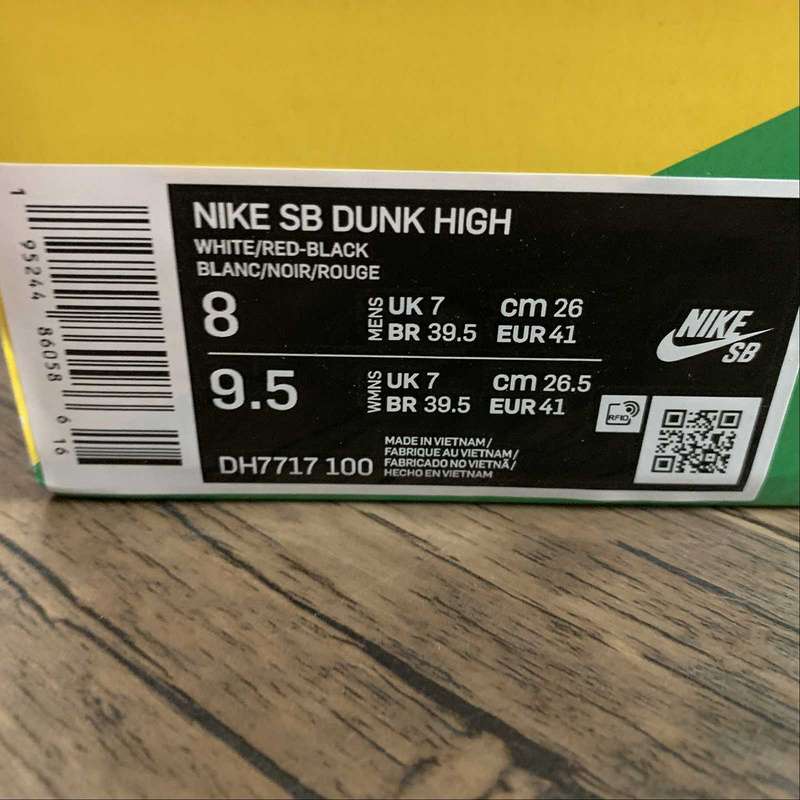 NIKE SB DUNK HIGH
WHITE/RED-BLACK
BLANC/NOIR/ROUGE
8 MENS UK 7 cm 26
BR 39.5 EUR 41
9.5 WMNS UK 7 cm 26.5
BR 39.5 EUR 41
NIKE
SB
RFID
DH7717 100
MADE IN VIETNAM/
FABRIQUE AU VIETNAM/
FABRICADO NO VIETNÃ/
HECHO EN VIETNAM
1 95244 86058 6 16